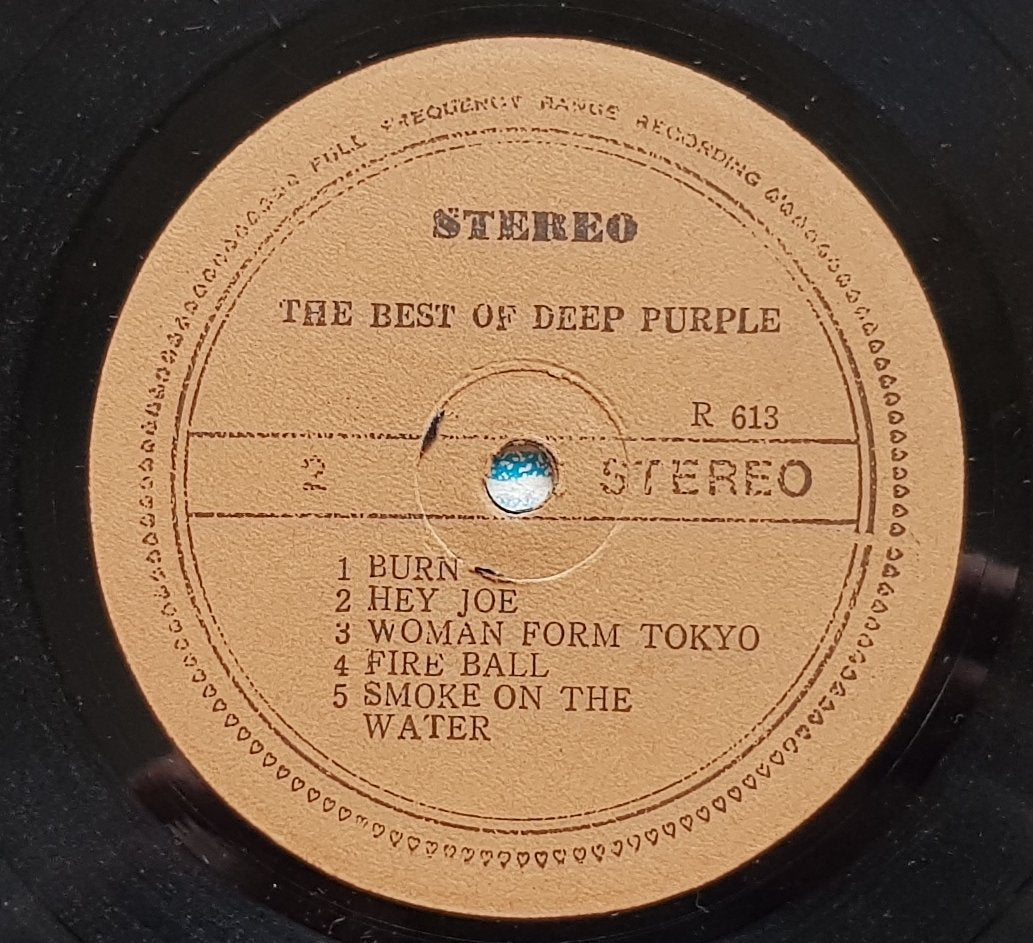 FULL FREQUENCY RANGE RECORDING
STEREO
THE BEST OF DEEP PURPLE
R 613
2 STEREO
1 BURN
2 HEY JOE
3 WOMAN FORM TOKYO
4 FIRE BALL
5 SMOKE ON THE
WATER